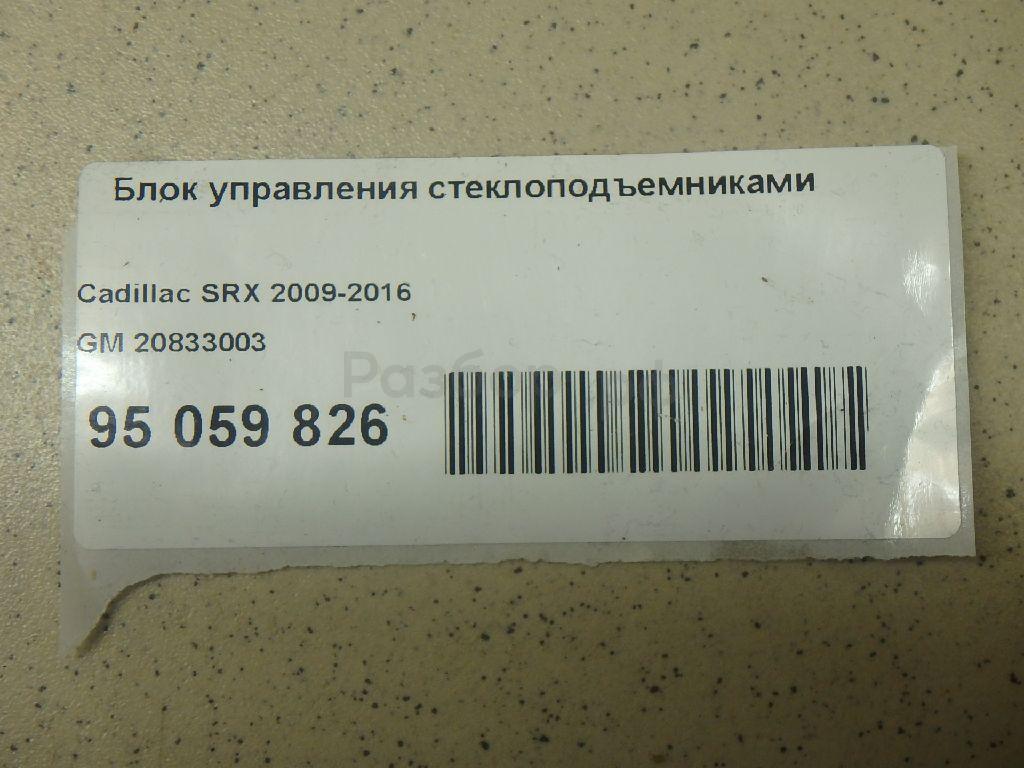 Блок управления стеклоподъемниками
Cadillac SRX 2009-2016
GM 20833003
95 059 826